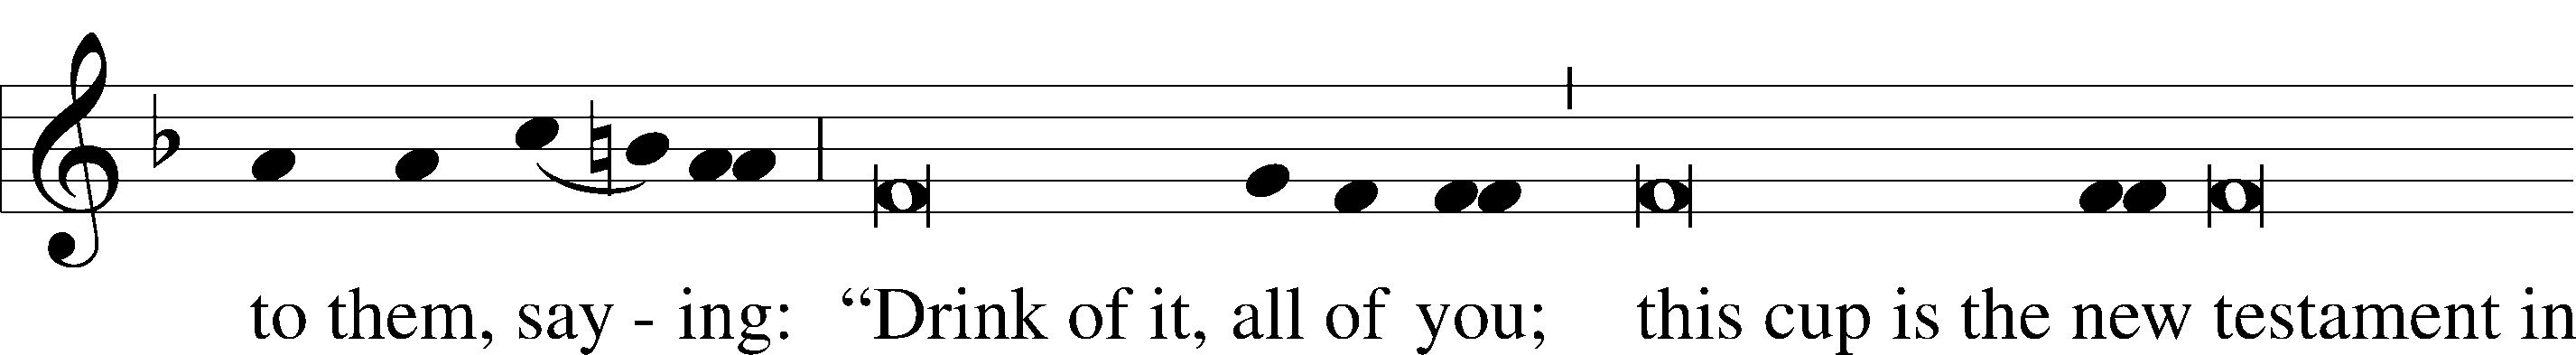 to them, say - ing: “Drink of it, all of you; this cup is the new testament in